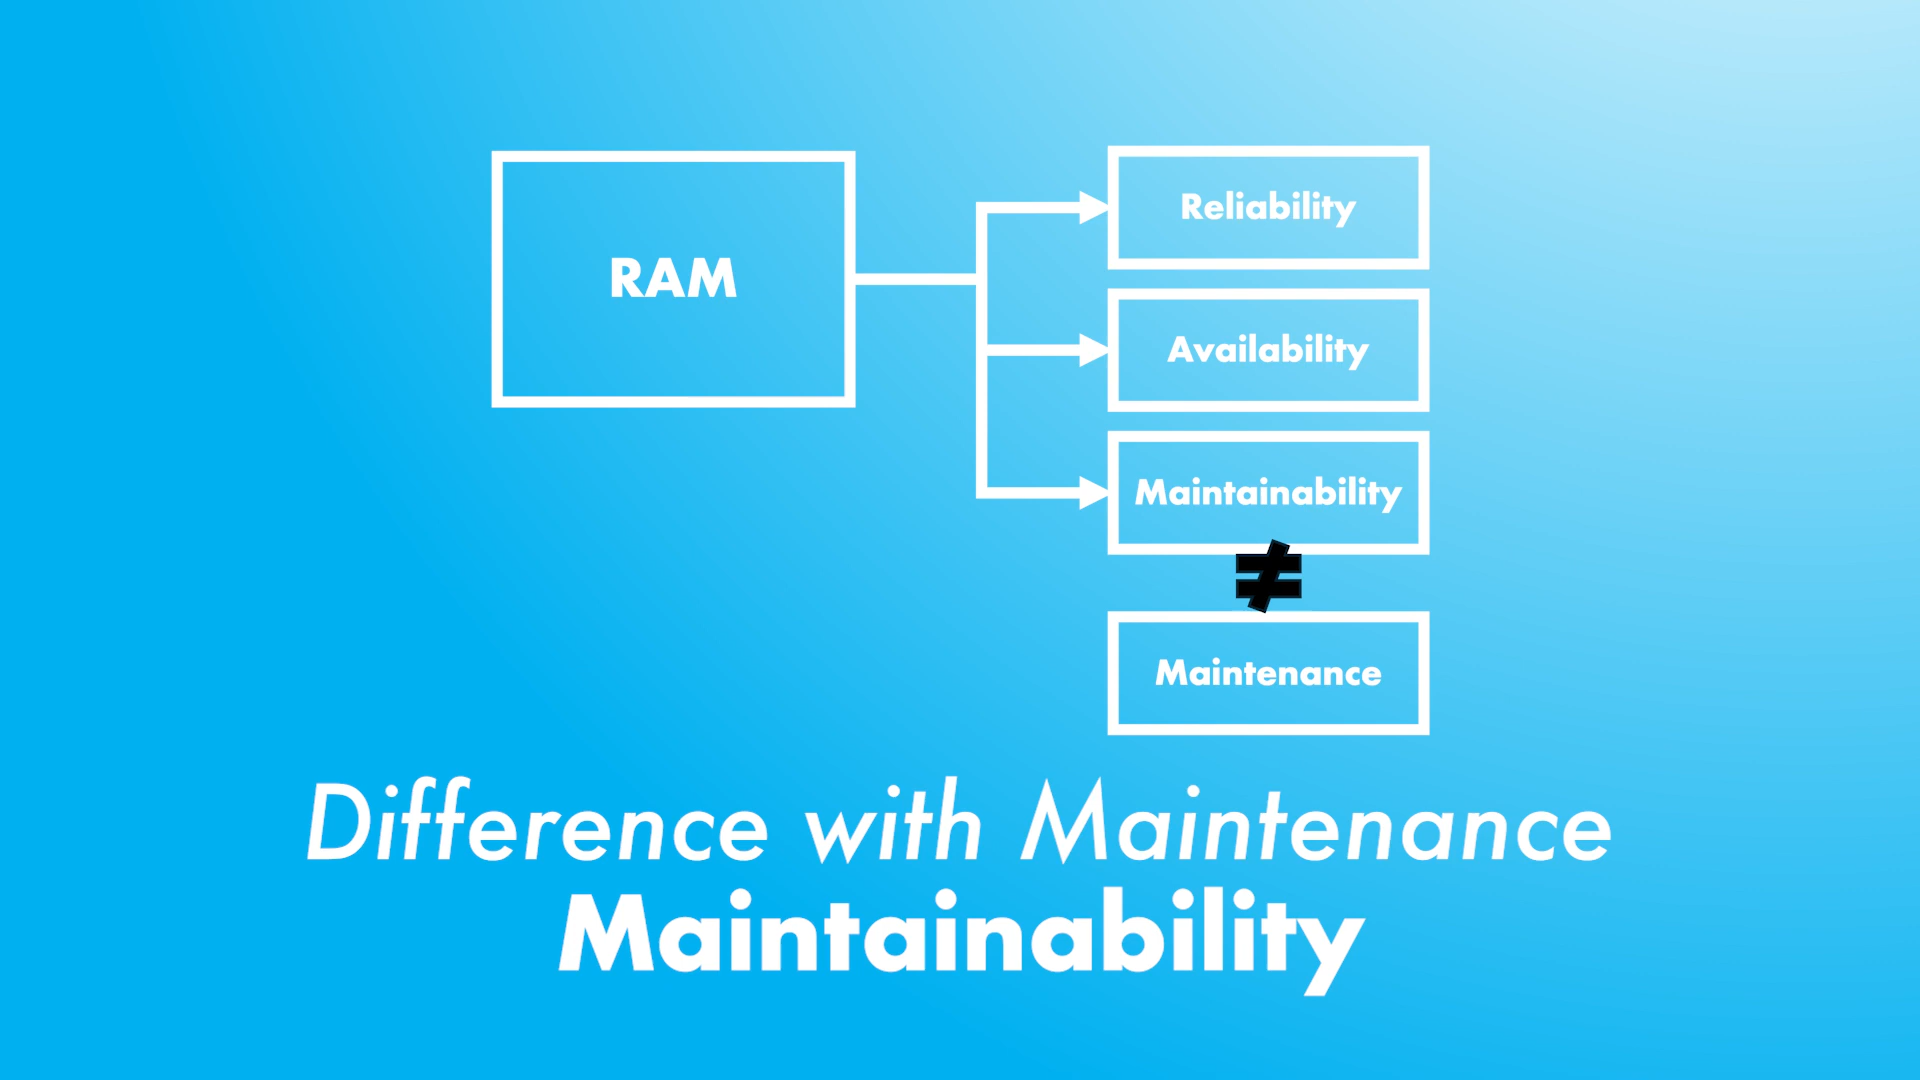 RAM
Reliability
Availability
Maintainability
≠
Maintenance
Difference with Maintenance
Maintainability